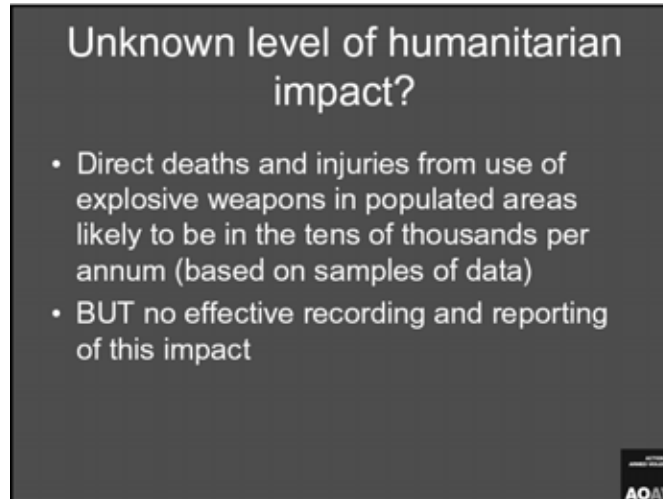 Unknown level of humanitarian
impact?
• Direct deaths and injuries from use of
explosive weapons in populated areas
likely to be in the tens of thousands per
annum (based on samples of data)
• BUT no effective recording and reporting
of this impact